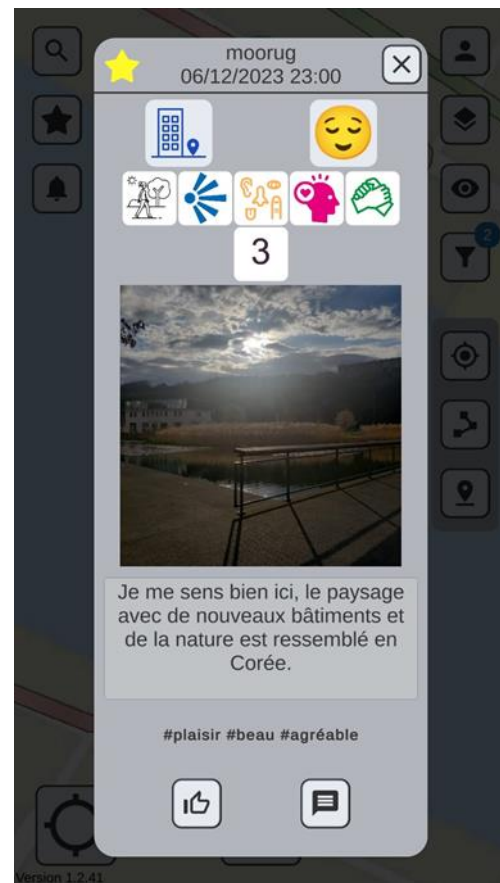 moorug
06/12/2023 23:00
2
3
Je me sens bien ici, le paysage
avec de nouveaux bâtiments et
de la nature est ressemblé en
Corée.
#plaisir #beau #agréable
Version 1.2.41